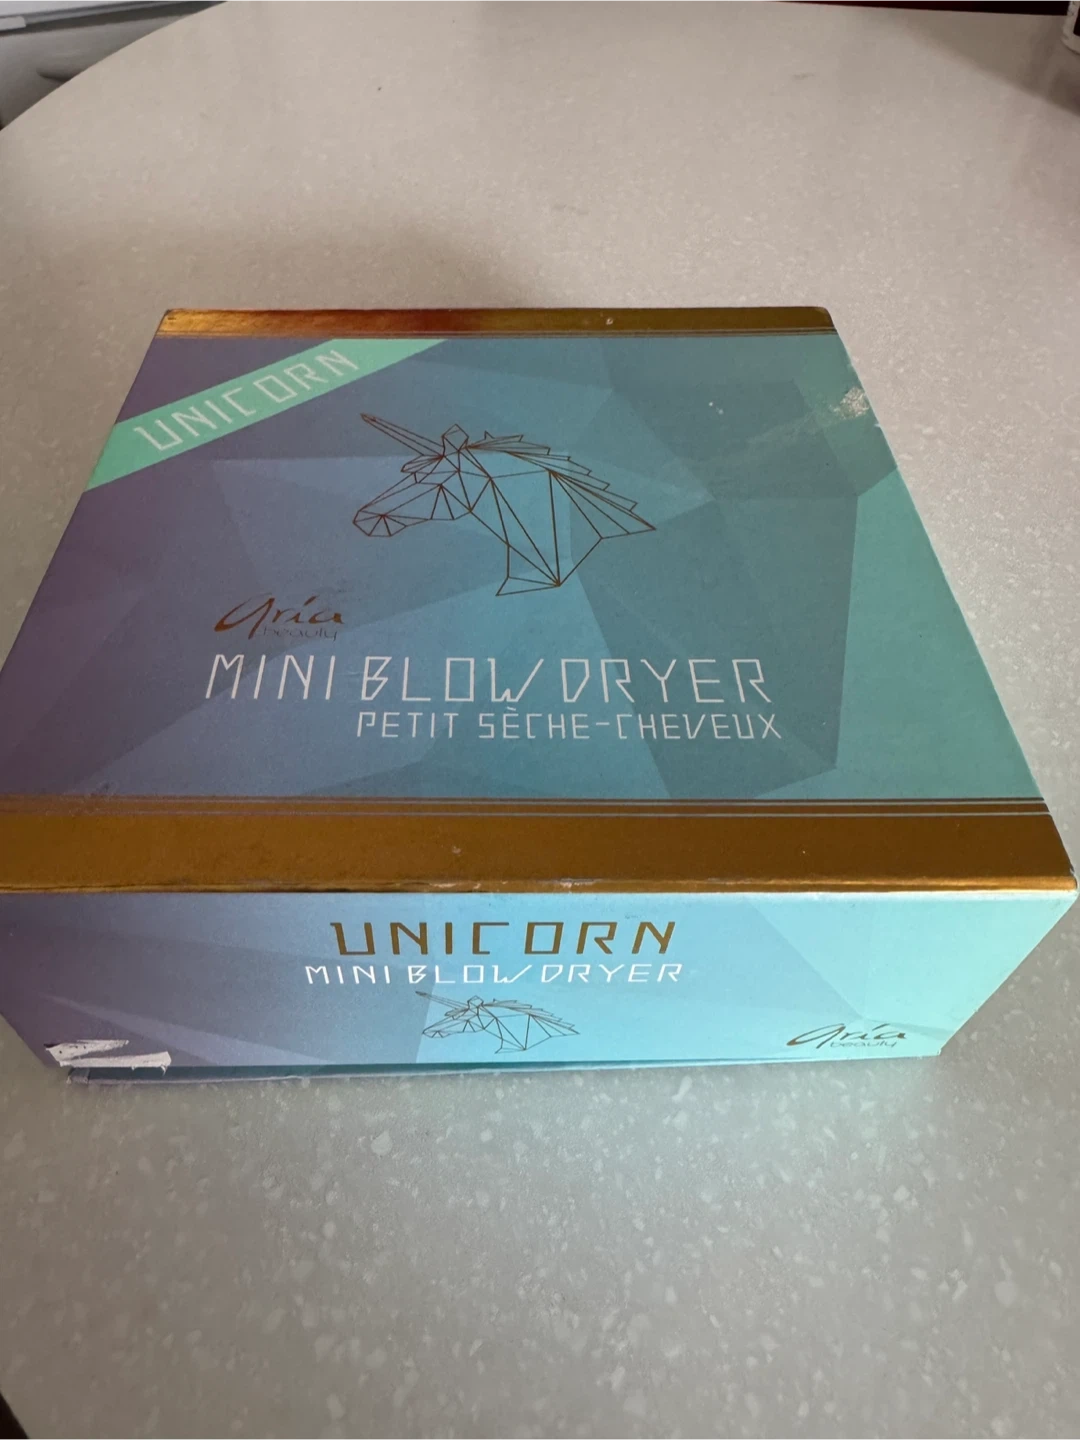 UNICORN
aria
beauty
MINI BLOW DRYER
PETIT SÈCHE-CHEVEUX
UNICORN
MINI BLOW DRYER
aria
beauty